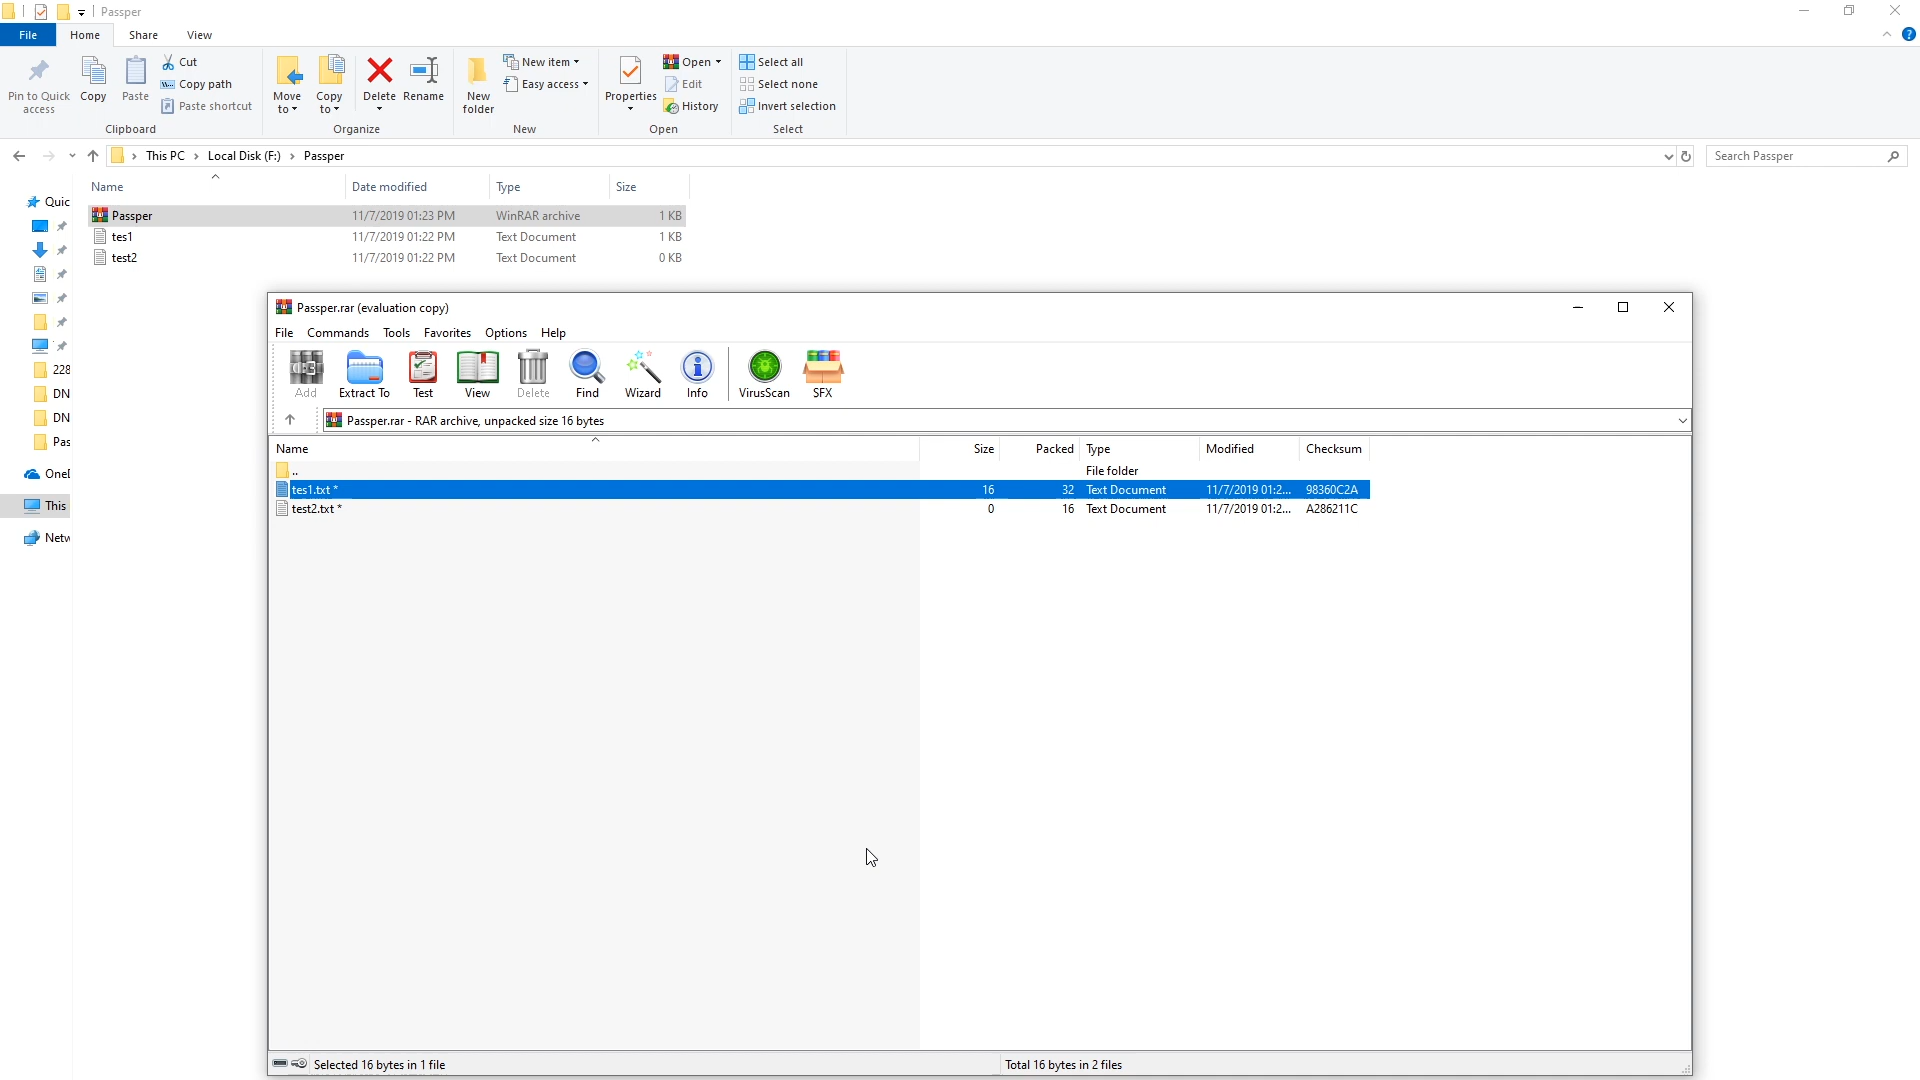 Passper
File Home Share View
Pin to Quick access
Copy
Paste
Cut
Copy path
Paste shortcut
Clipboard
Move to
Copy to
Delete
Rename
Organize
New folder
New item
Easy access
New
Properties
Open
Edit
History
Open
Select all
Select none
Invert selection
Select
This PC Local Disk (F:) Passper
Search Passper
Name Date modified Type Size
Passper 11/7/2019 01:23 PM WinRAR archive 1 KB
tes1 11/7/2019 01:22 PM Text Document 1 KB
test2 11/7/2019 01:22 PM Text Document 0 KB
Quic
228
DN
DN
Pas
OneD
This
Netw
Passper.rar (evaluation copy)
File Commands Tools Favorites Options Help
Add Extract To Test View Delete Find Wizard Info VirusScan SFX
Passper.rar - RAR archive, unpacked size 16 bytes
Name Size Packed Type Modified Checksum
.. File folder
tes1.txt * 16 32 Text Document 11/7/2019 01:2... 98360C2A
test2.txt * 0 16 Text Document 11/7/2019 01:2... A286211C
Selected 16 bytes in 1 file Total 16 bytes in 2 files